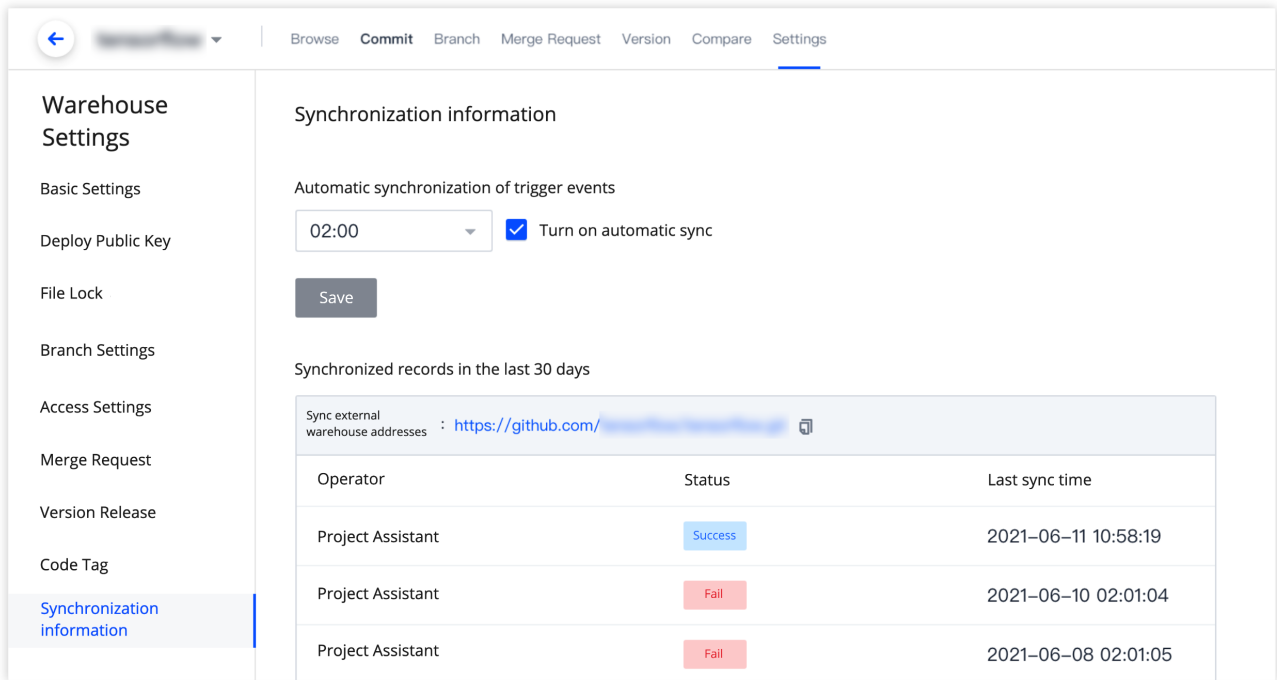 Browse Commit Branch Merge Request Version Compare Settings
Warehouse
Settings
Basic Settings
Deploy Public Key
File Lock
Branch Settings
Access Settings
Merge Request
Version Release
Code Tag
Synchronization
information
Synchronization information
Automatic synchronization of trigger events
02:00 Turn on automatic sync
Save
Synchronized records in the last 30 days
Sync external
warehouse addresses : https://github.com/
Operator Status Last sync time
Project Assistant Success 2021-06-11 10:58:19
Project Assistant Fail 2021-06-10 02:01:04
Project Assistant Fail 2021-06-08 02:01:05